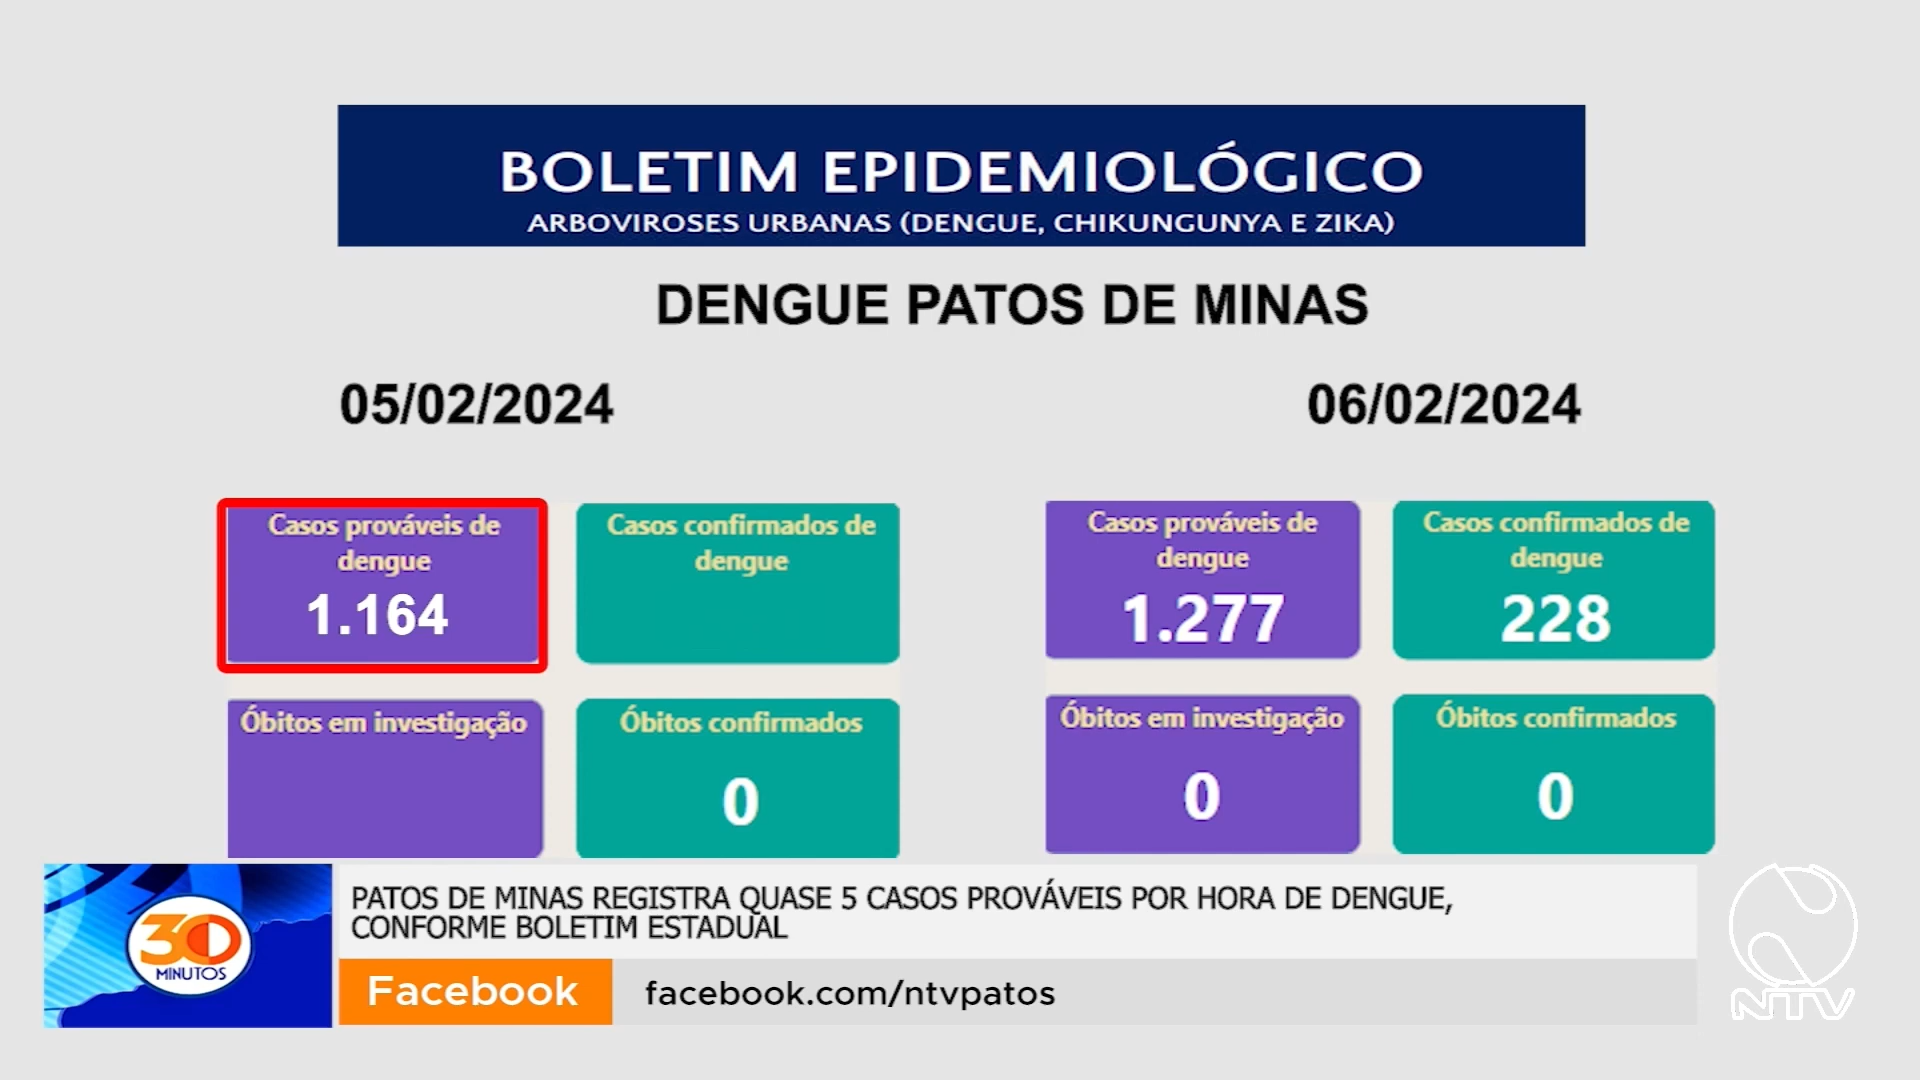 BOLETIM EPIDEMIOLÓGICO
ARBOVIROSES URBANAS (DENGUE, CHIKUNGUNYA E ZIKA)
DENGUE PATOS DE MINAS
05/02/2024
06/02/2024
Casos prováveis de
dengue
1.164
Casos confirmados de
dengue
Óbitos em investigação
Óbitos confirmados
0
Casos prováveis de
dengue
1.277
Casos confirmados de
dengue
228
Óbitos em investigação
0
Óbitos confirmados
0
30
MINUTOS
PATOS DE MINAS REGISTRA QUASE 5 CASOS PROVÁVEIS POR HORA DE DENGUE,
CONFORME BOLETIM ESTADUAL
Facebook
facebook.com/ntvpatos
NTV